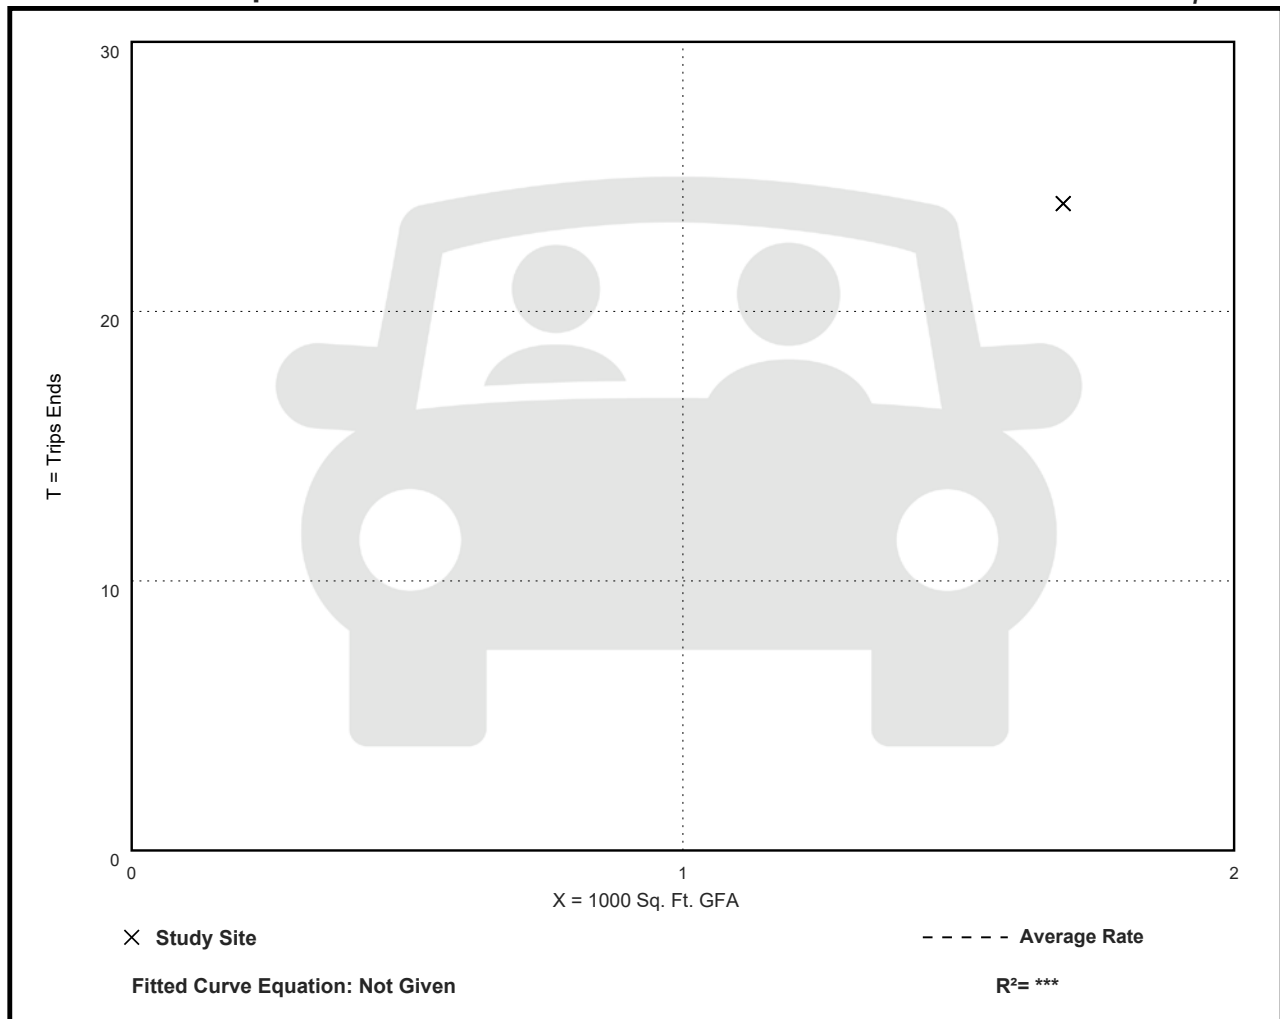 30
20
10
0
T = Trips Ends
0 1 2
X = 1000 Sq. Ft. GFA
Study Site
Average Rate
Fitted Curve Equation: Not Given
R²= ***